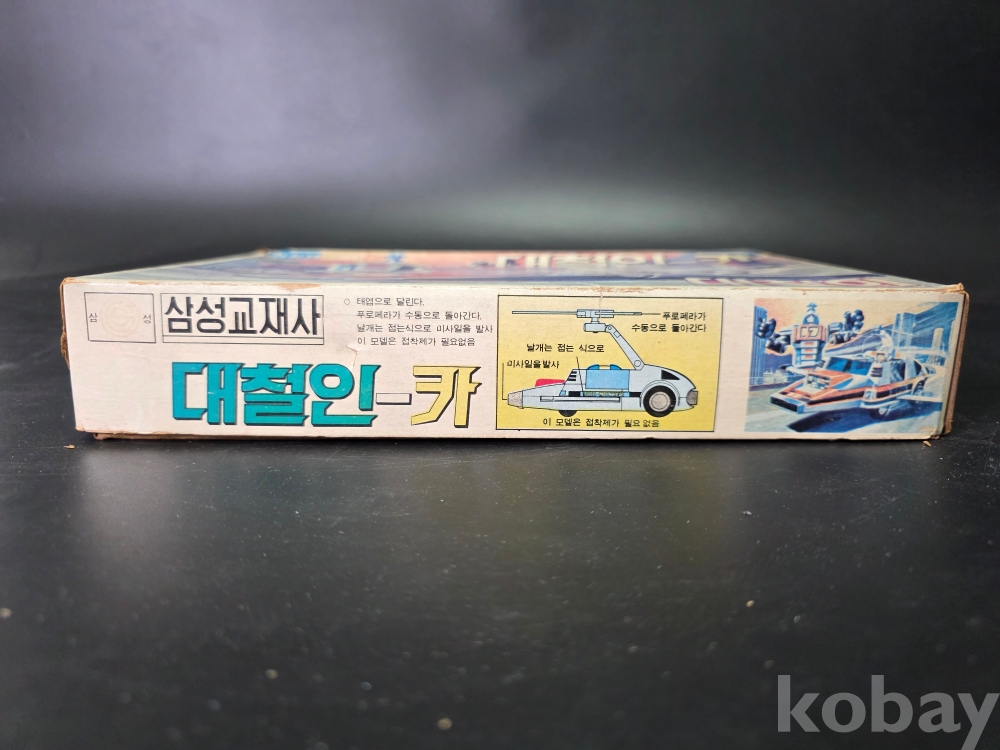 대철인-카
삼 성
삼성교재사
○ 태엽으로 달린다.
푸로페라가 수동으로 돌아간다.
날개는 접는식으로 미사일을 발사
이 모델은 접착제가 필요없음
대철인-카
푸로페라가
수동으로 돌아간다
날개는 접는 식으로
미사일을발사
이 모델은 접착제가 필요없음
kobay